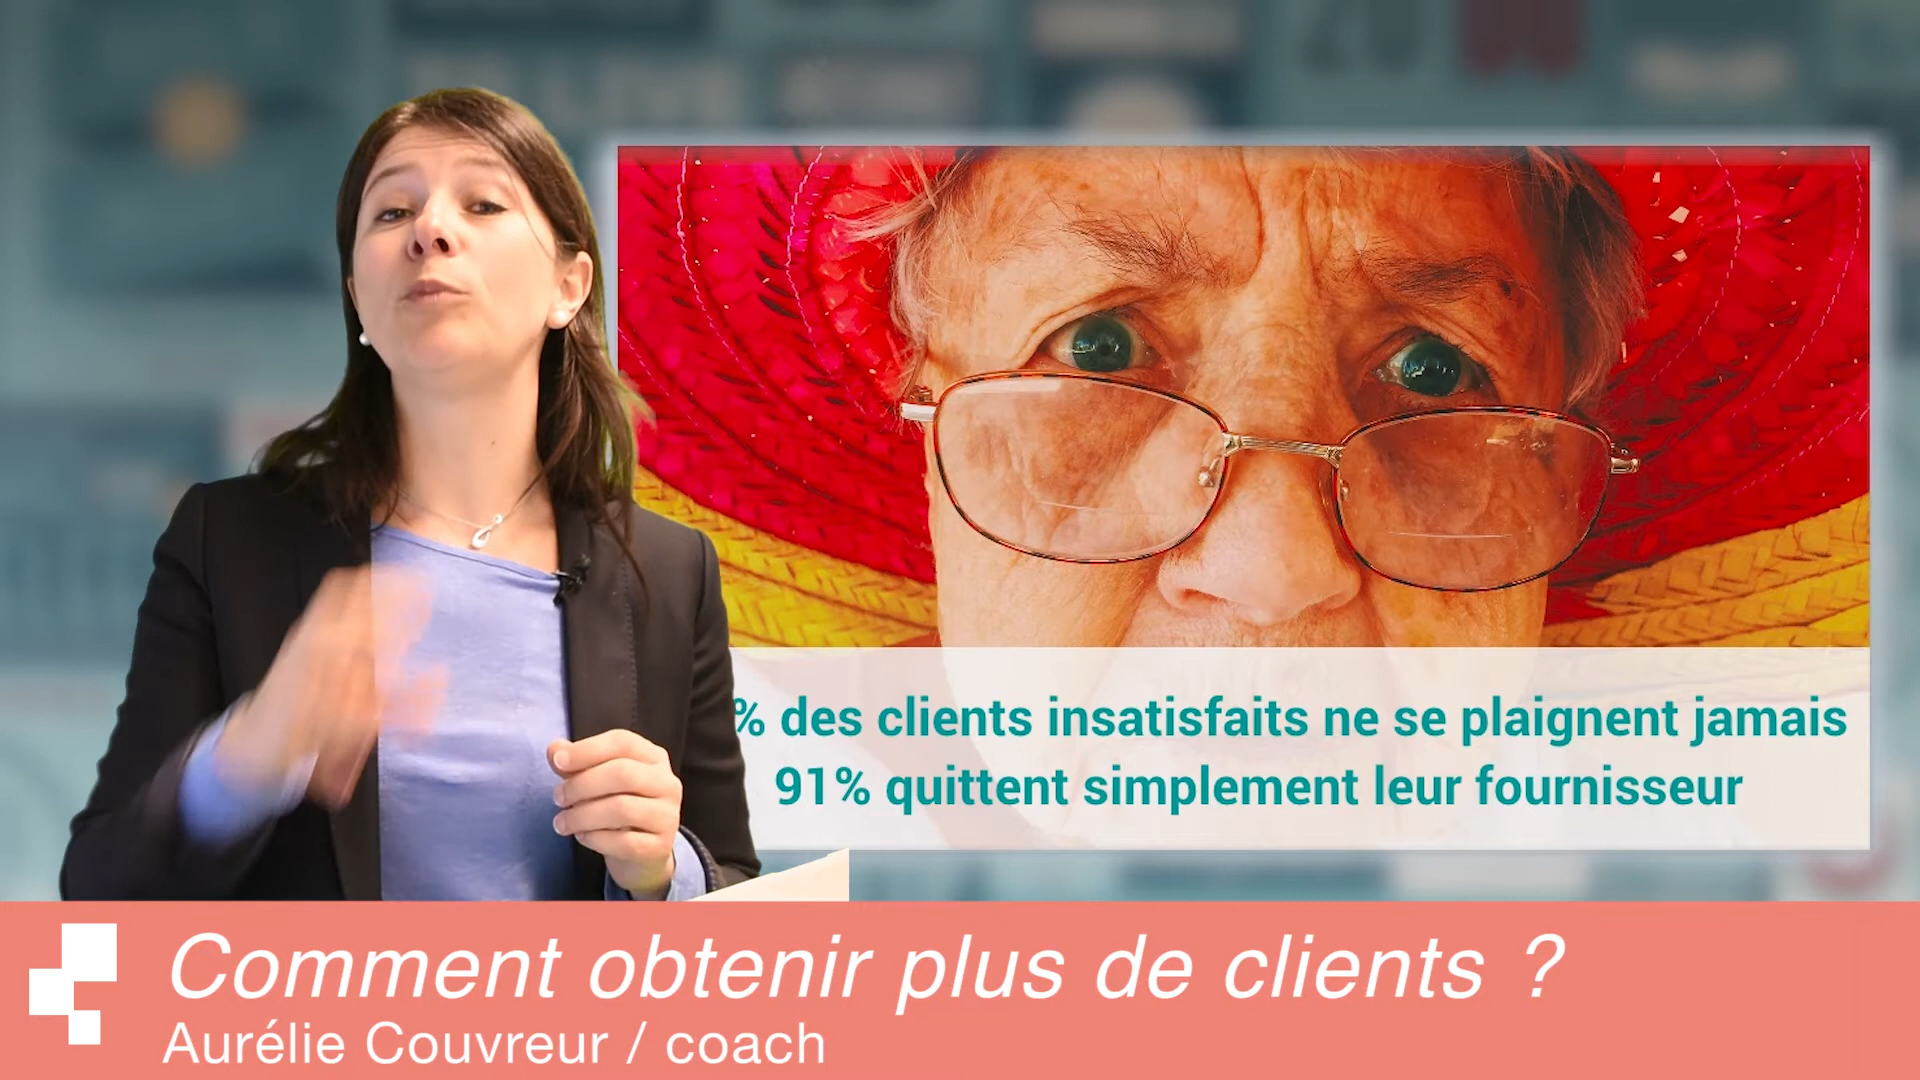 % des clients insatisfaits ne se plaignent jamais
91% quittent simplement leur fournisseur
Comment obtenir plus de clients ?
Aurélie Couvreur / coach